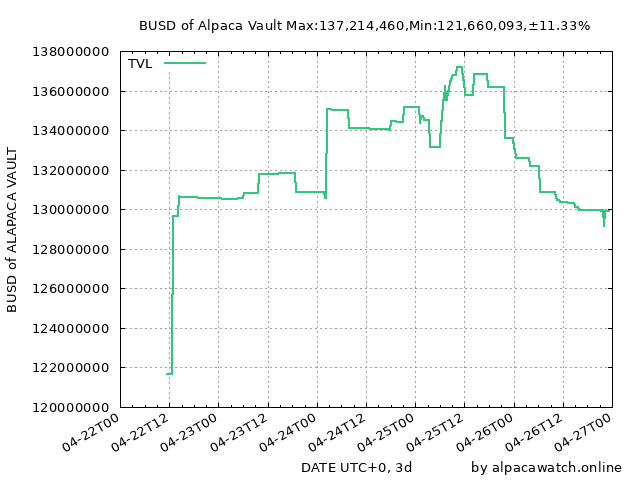 BUSD of Alpaca Vault Max:137,214,460,Min:121,660,093,±11.33%
TVL
138000000
136000000
134000000
132000000
130000000
128000000
126000000
124000000
122000000
120000000
BUSD of ALAPACA VAULT
04-22T00
04-22T12
04-23T00
04-23T12
04-24T00
04-24T12
04-25T00
04-25T12
04-26T00
04-26T12
04-27T00
DATE UTC+0, 3d
by alpacawatch.online